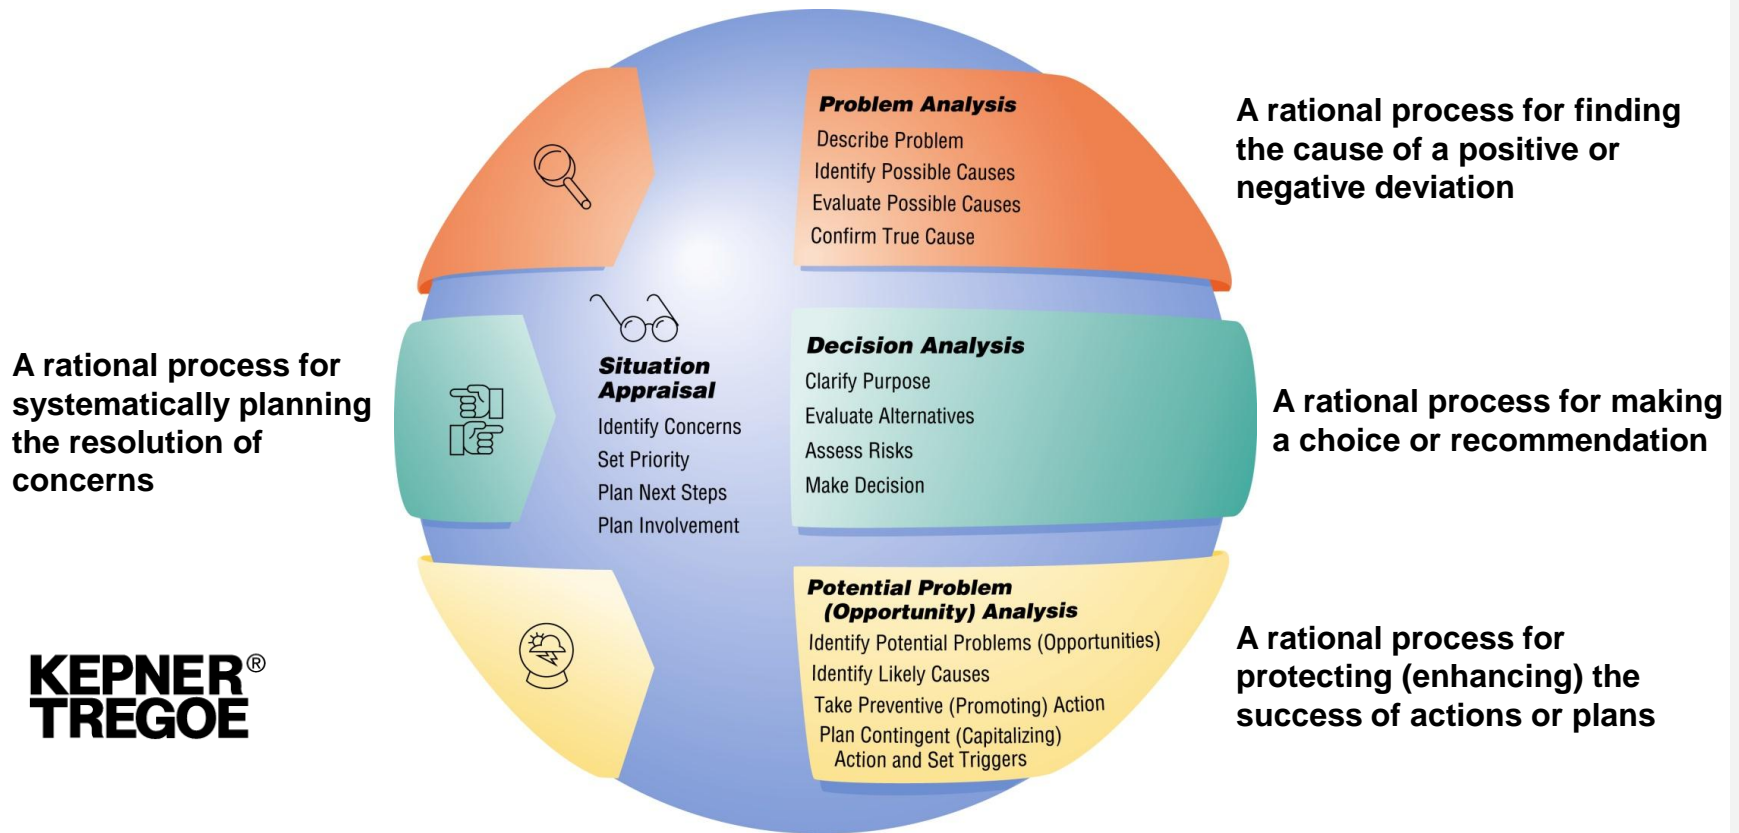 A rational process for
systematically planning
the resolution of
concerns
KEPNER®
TREGOE
Situation
Appraisal
Identify Concerns
Set Priority
Plan Next Steps
Plan Involvement
Problem Analysis
Describe Problem
Identify Possible Causes
Evaluate Possible Causes
Confirm True Cause
A rational process for finding
the cause of a positive or
negative deviation
Decision Analysis
Clarify Purpose
Evaluate Alternatives
Assess Risks
Make Decision
A rational process for making
a choice or recommendation
Potential Problem
(Opportunity) Analysis
Identify Potential Problems (Opportunities)
Identify Likely Causes
Take Preventive (Promoting) Action
Plan Contingent (Capitalizing)
Action and Set Triggers
A rational process for
protecting (enhancing) the
success of actions or plans